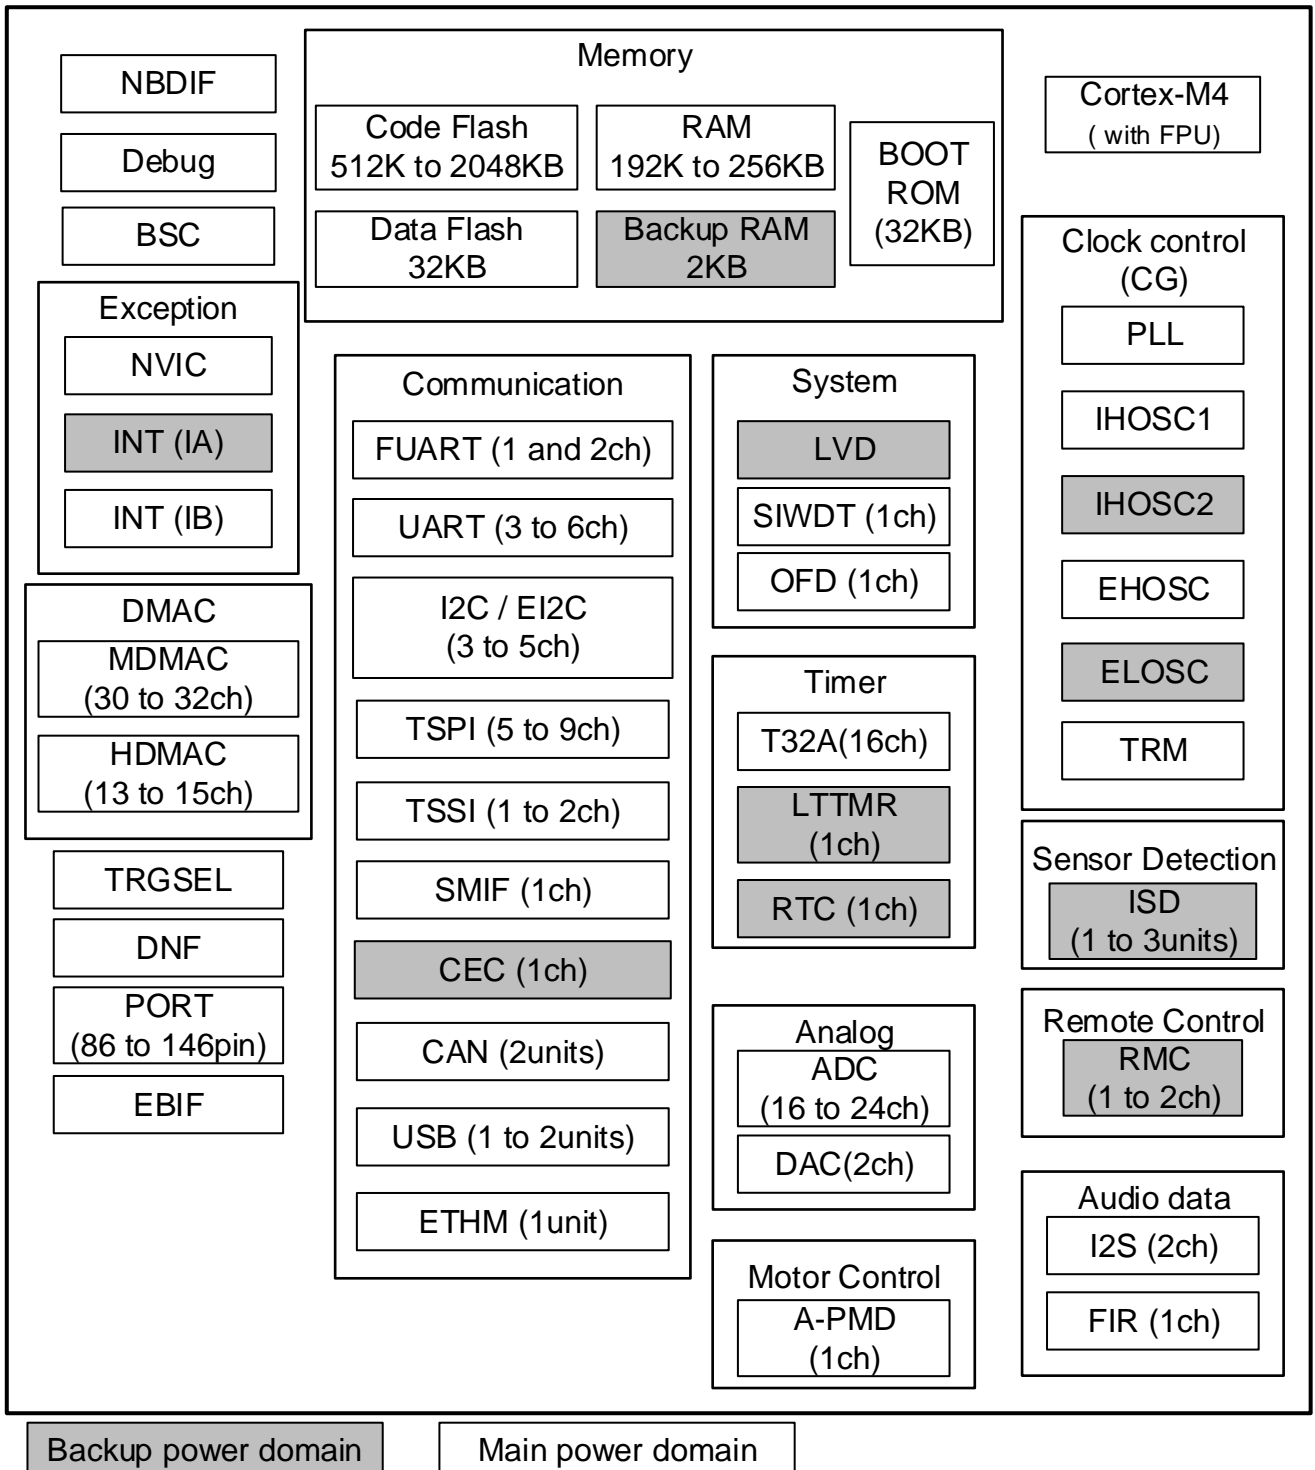 NBDIF
Debug
BSC
Memory
Code Flash
512K to 2048KB
RAM
192K to 256KB
BOOT
ROM
(32KB)
Data Flash
32KB
Backup RAM
2KB
Cortex-M4
( with FPU)
Exception
NVIC
INT (IA)
INT (IB)
DMAC
MDMAC
(30 to 32ch)
HDMAC
(13 to 15ch)
TRGSEL
DNF
PORT
(86 to 146pin)
EBIF
Communication
FUART (1 and 2ch)
UART (3 to 6ch)
I2C / EI2C
(3 to 5ch)
TSPI (5 to 9ch)
TSSI (1 to 2ch)
SMIF (1ch)
CEC (1ch)
CAN (2units)
USB (1 to 2units)
ETHM (1unit)
System
LVD
SIWDT (1ch)
OFD (1ch)
Timer
T32A(16ch)
LTTMR
(1ch)
RTC (1ch)
Analog
ADC
(16 to 24ch)
DAC(2ch)
Motor Control
A-PMD
(1ch)
Clock control
(CG)
PLL
IHOSC1
IHOSC2
EHOSC
ELOSC
TRM
Sensor Detection
ISD
(1 to 3units)
Remote Control
RMC
(1 to 2ch)
Audio data
I2S (2ch)
FIR (1ch)
Backup power domain
Main power domain